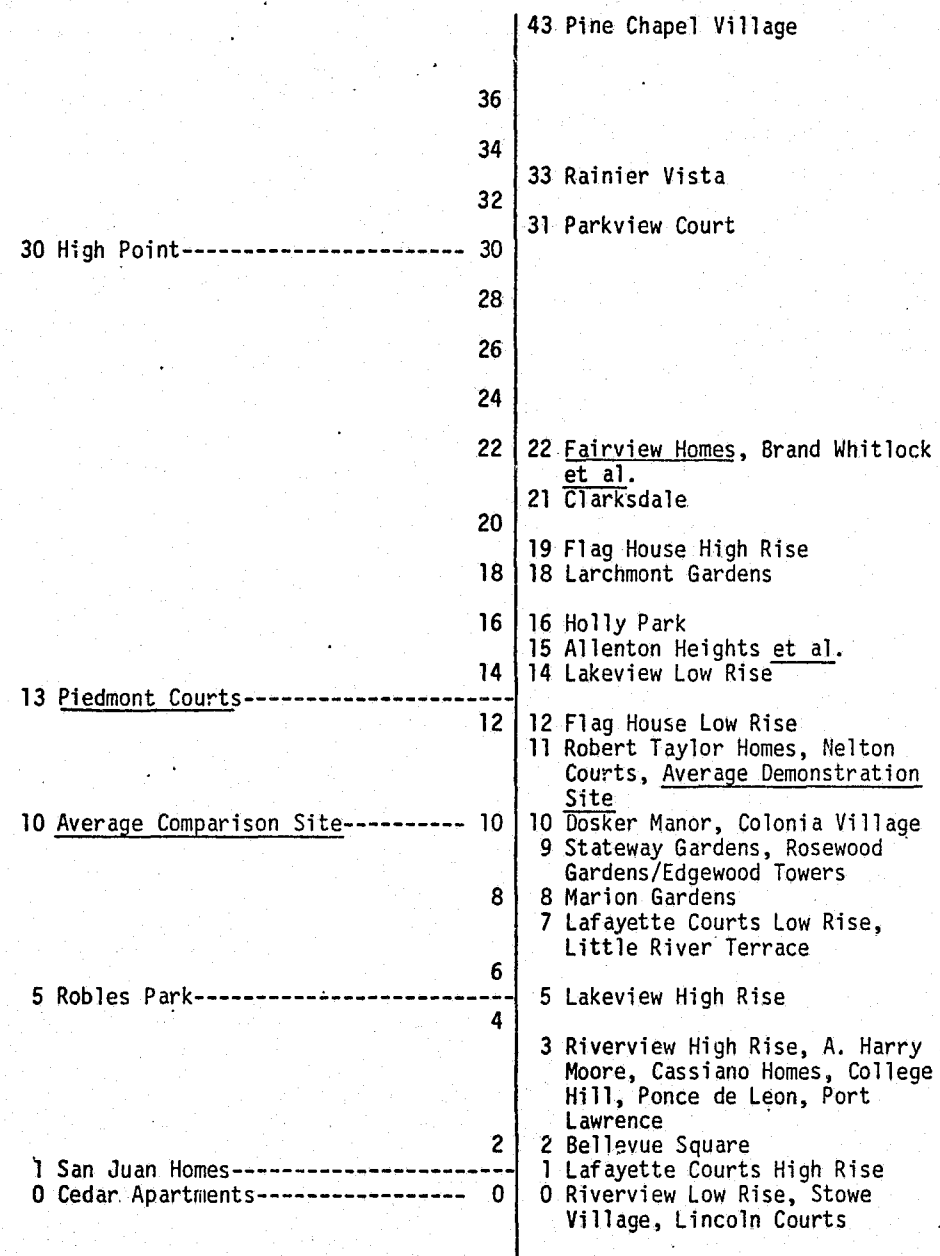 43 Pine Chapel Village
36
34
33 Rainier Vista
32
31 Parkview Court
30 High Point----------------------- 30
28
26
24
22 22 Fairview Homes, Brand Whitlock
et al.
21 Clarksdale
20
19 Flag House High Rise
18 18 Larchmont Gardens
16 16 Holly Park
15 Allenton Heights et al.
14 14 Lakeview Low Rise
13 Piedmont Courts----------------------
12 12 Flag House Low Rise
11 Robert Taylor Homes, Nelton
Courts, Average Demonstration
Site
10 Average Comparison Site---------- 10 10 Dosker Manor, Colonia Village
9 Stateway Gardens, Rosewood
Gardens/Edgewood Towers
8 8 Marion Gardens
7 Lafayette Courts Low Rise,
Little River Terrace
6
5 Robles Park-------------------------- 5 Lakeview High Rise
4
3 Riverview High Rise, A. Harry
Moore, Cassiano Homes, College
Hill, Ponce de Leon, Port
Lawrence
2 2 Bellevue Square
1 San Juan Homes----------------------- 1 Lafayette Courts High Rise
0 Cedar Apartments----------------- 0 0 Riverview Low Rise, Stowe
Village, Lincoln Courts